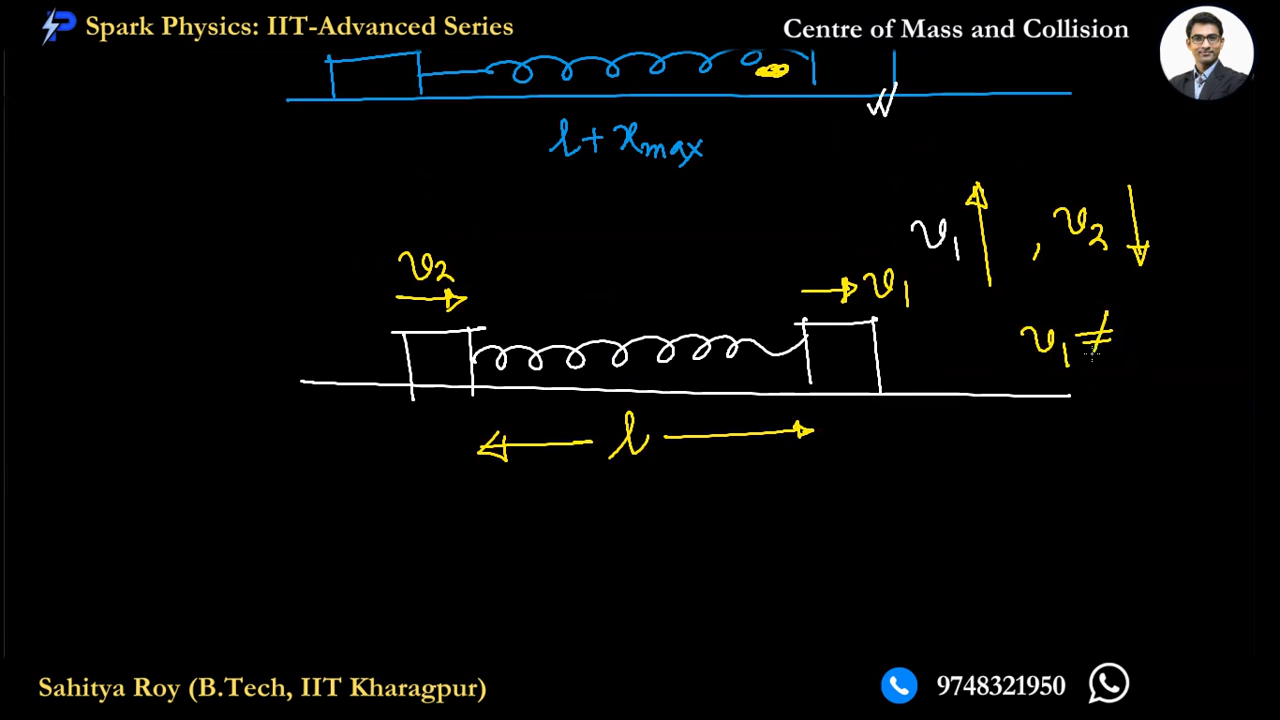 Spark Physics: IIT-Advanced Series
Centre of Mass and Collision
l + xmax
v2
v1
v1 , v2
v1 ≠
l
Sahitya Roy (B.Tech, IIT Kharagpur)
9748321950